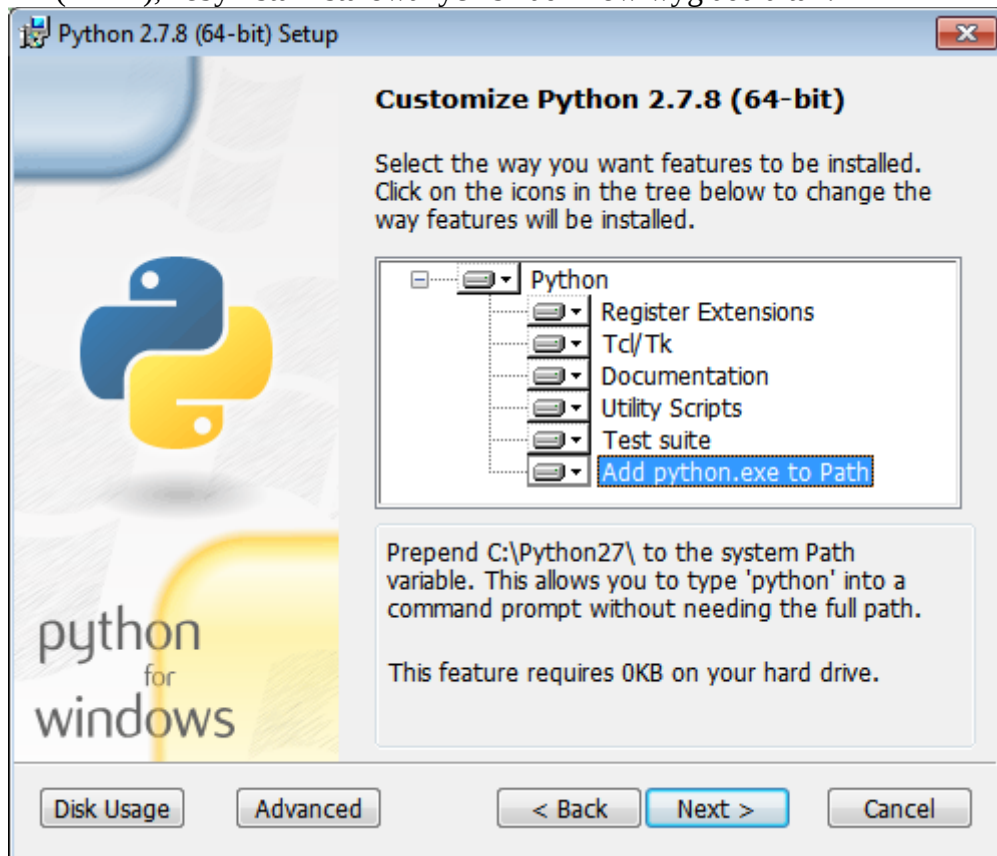 Python 2.7.8 (64-bit) Setup
Customize Python 2.7.8 (64-bit)
Select the way you want features to be installed.
Click on the icons in the tree below to change the
way features will be installed.
Python
Register Extensions
Tcl/Tk
Documentation
Utility Scripts
Test suite
Add python.exe to Path
Prepend C:\Python27\ to the system Path
variable. This allows you to type 'python' into a
command prompt without needing the full path.
This feature requires 0KB on your hard drive.
python
for
windows
Disk Usage
Advanced
< Back
Next >
Cancel